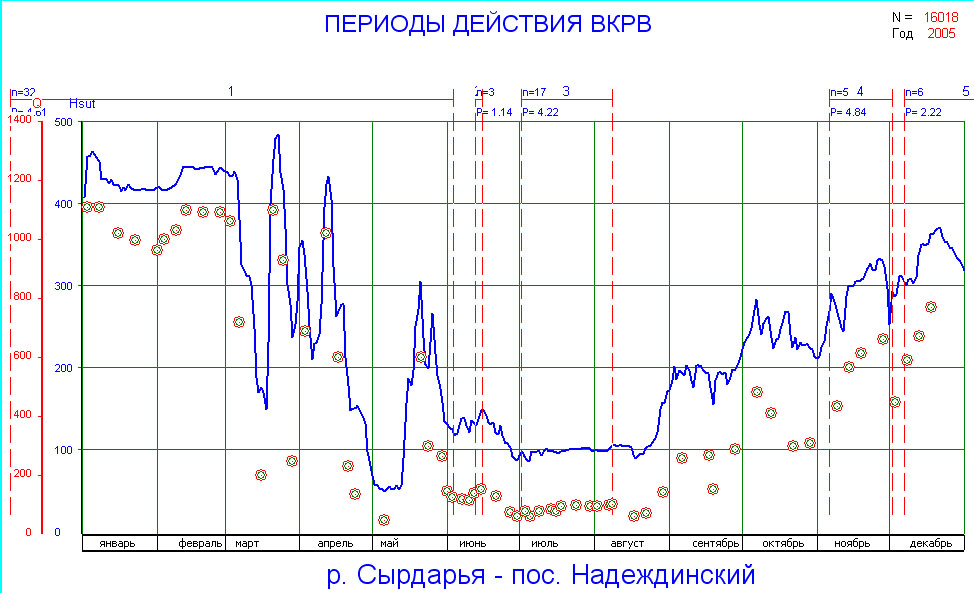 ПЕРИОДЫ ДЕЙСТВИЯ ВКРВ
N = 16018
Год 2005
n=32 1 n=3 n=17 3 n=5 4 n=6 5
Q Hsut P= 1.14 P= 4.22 P= 4.84 P= 2.22
1400 500
1200
400
1000
300
800
600
200
400
100
200
0 0
январь февраль март апрель май июнь июль август сентябрь октябрь ноябрь декабрь
р. Сырдарья - пос. Надеждинский